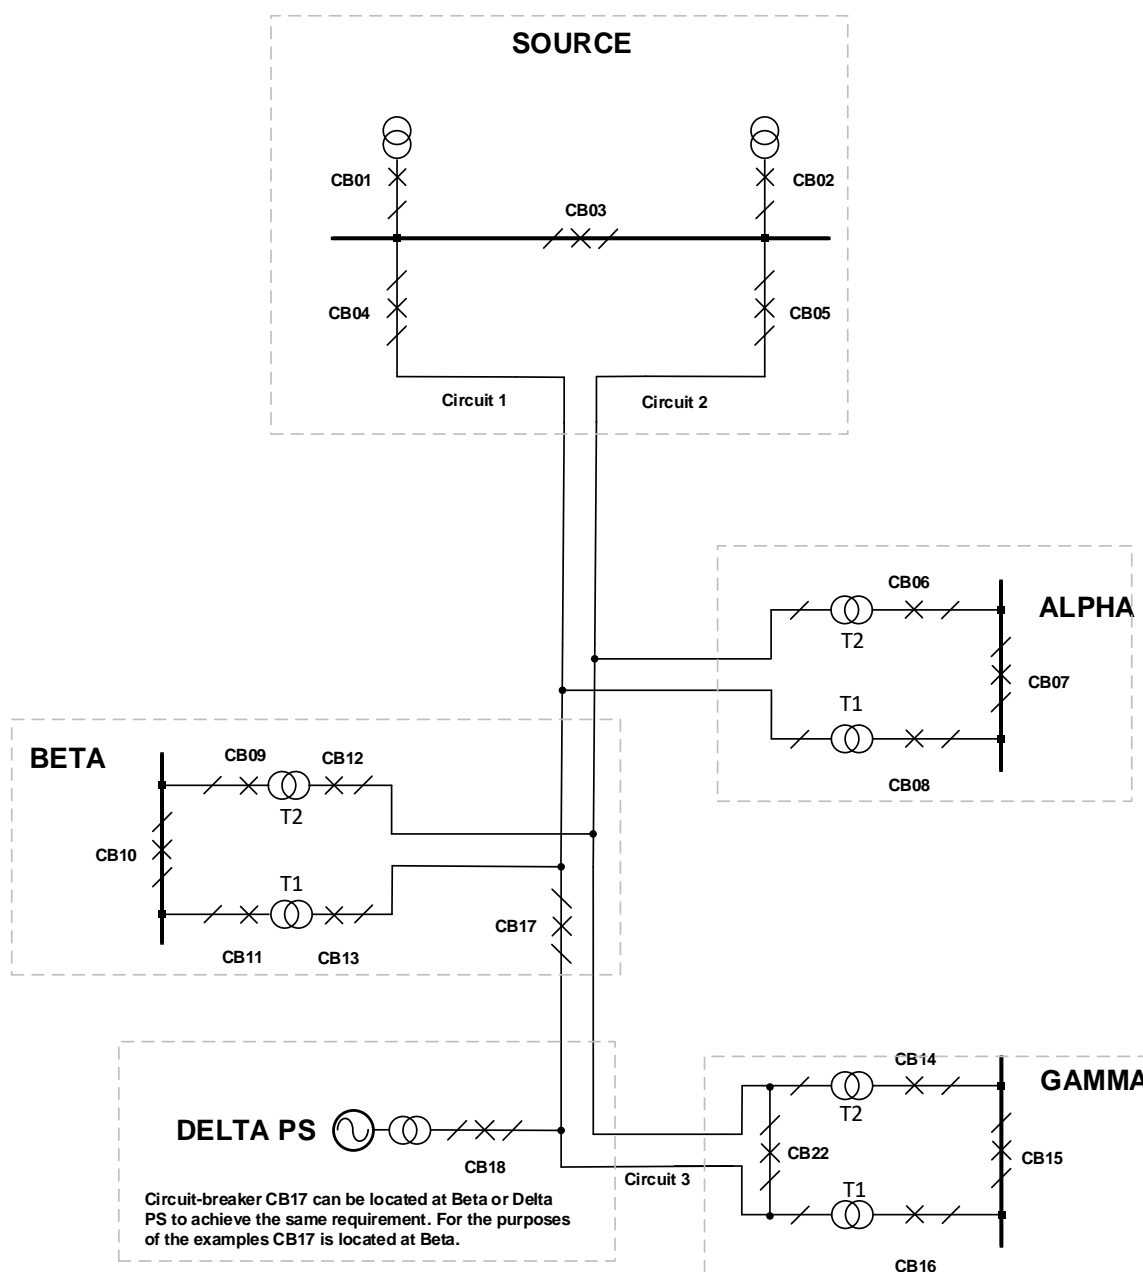 SOURCE
CB01
CB02
CB03
CB04
CB05
Circuit 1
Circuit 2
CB06
ALPHA
T2
CB07
T1
CB08
BETA
CB09
CB12
T2
CB10
T1
CB17
CB11
CB13
CB14
GAMMA
T2
DELTA PS
CB22
CB15
CB18
Circuit 3
T1
Circuit-breaker CB17 can be located at Beta or Delta
PS to achieve the same requirement. For the purposes
of the examples CB17 is located at Beta.
CB16